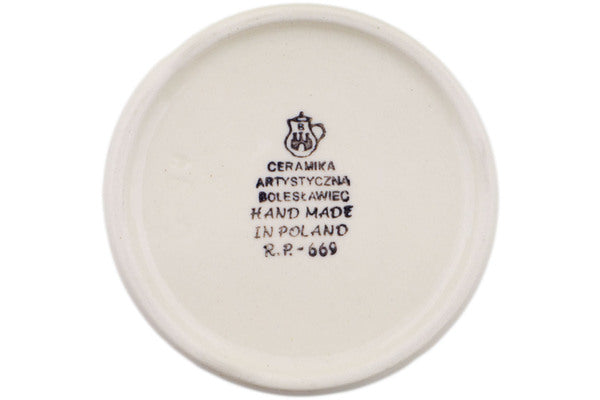 B
CERAMIKA
ARTYSTYCZNA
BOLESŁAWIEC
HAND MADE
IN POLAND
R.P.-669